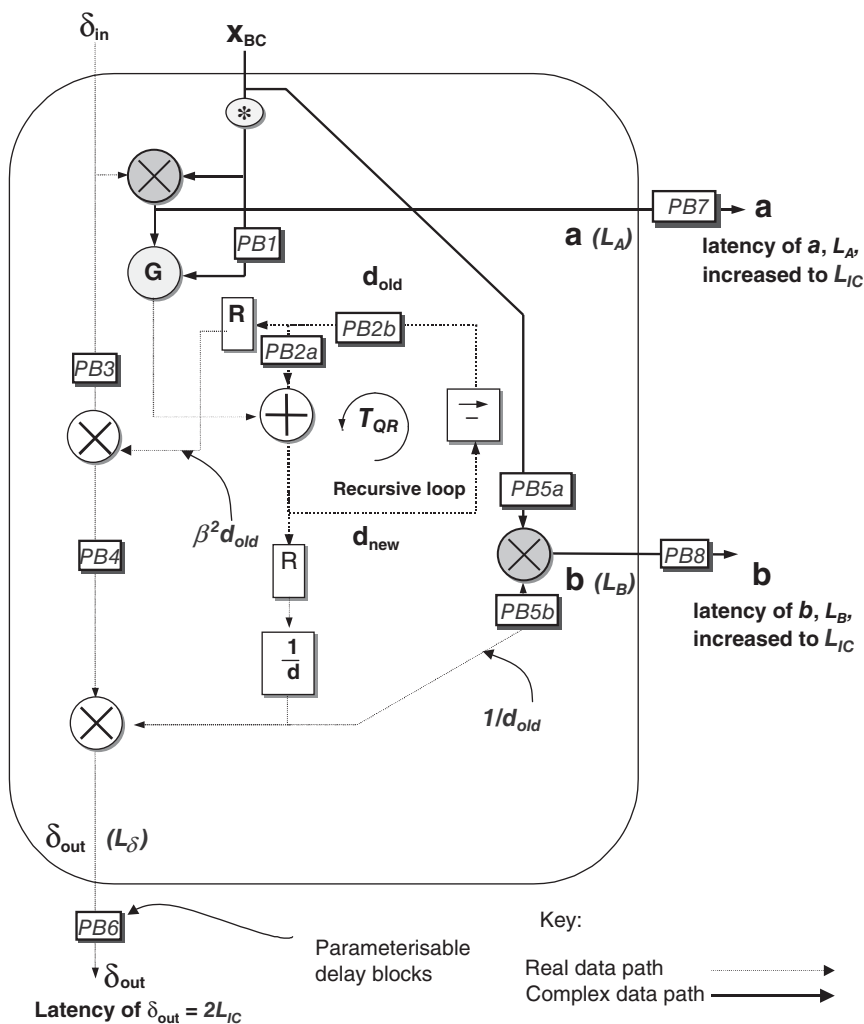 δin
xBC
*
PB1
a (LA)
PB7
a
latency of a, LA,
increased to LIC
G
dold
R
PB2b
PB2a
PB3
TQR
→
−
Recursive loop
β2dold
dnew
PB5a
PB4
R
b (LB)
PB8
b
PB5b
latency of b, LB,
increased to LIC
1
d
1/dold
δout (Lδ)
PB6
Parameterisable
delay blocks
Key:
Real data path
Complex data path
δout
Latency of δout = 2LIC